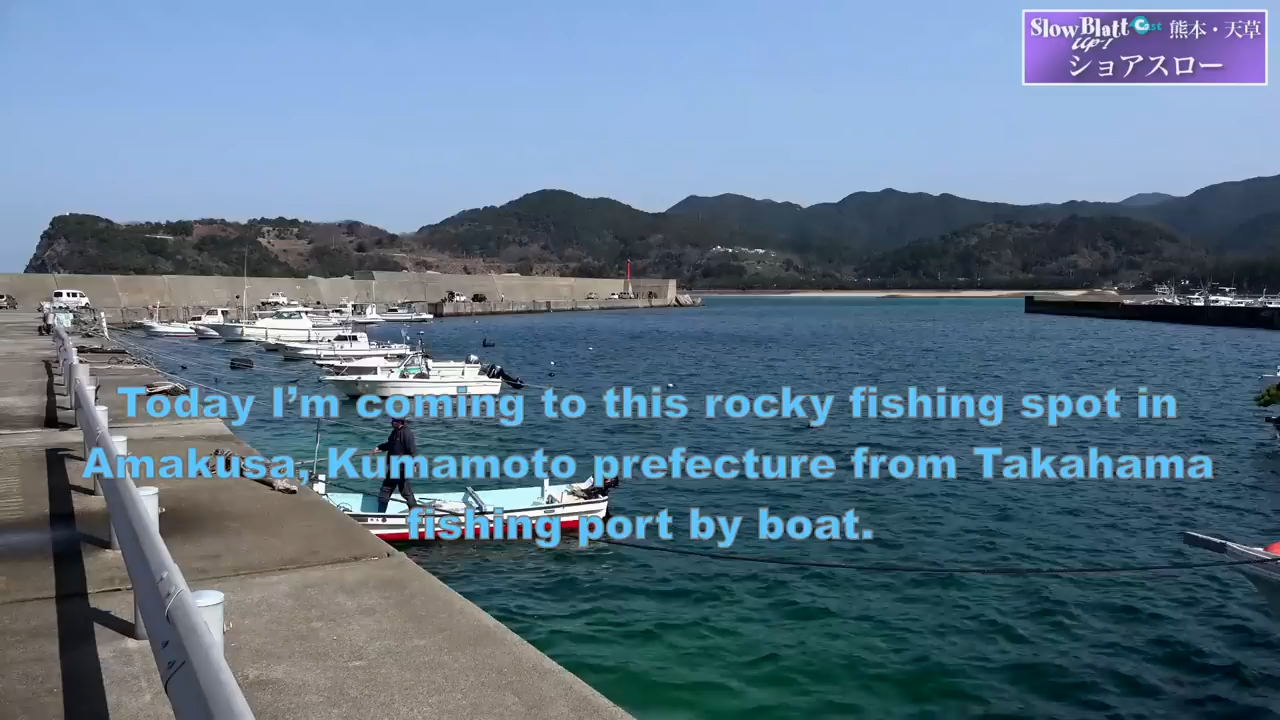 SlowBlatt Cast 熊本・天草
Up!
ショアスロー
Today I’m coming to this rocky fishing spot in
Amakusa, Kumamoto prefecture from Takahama
fishing port by boat.